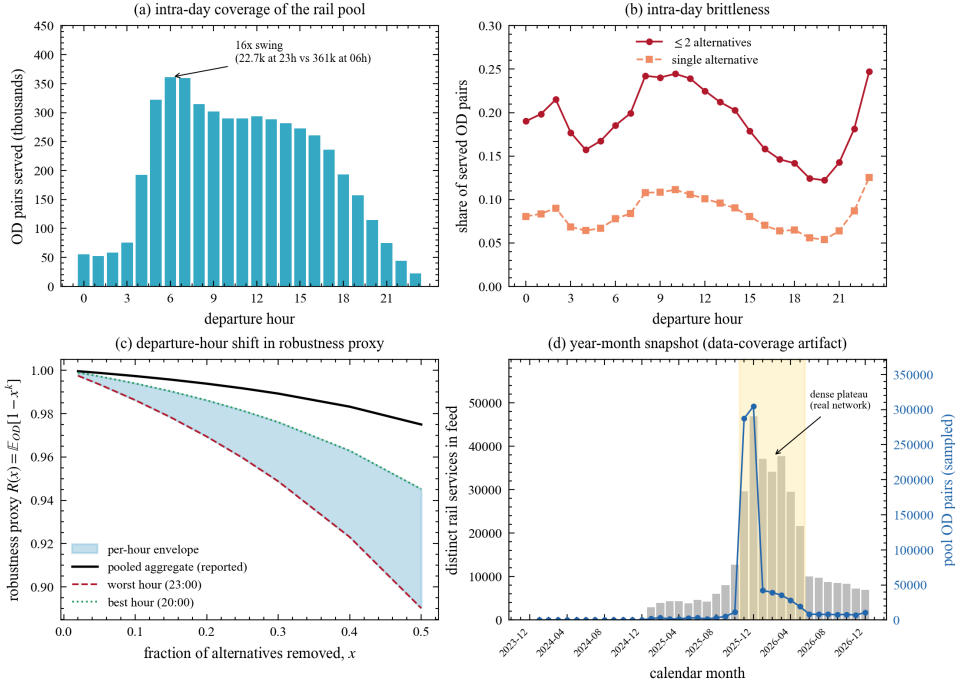 (a) intra-day coverage of the rail pool
450
400
350
300
250
200
150
100
50
0
OD pairs served (thousands)
16x swing
(22.7k at 23h vs 361k at 06h)
0 3 6 9 12 15 18 21
departure hour
(b) intra-day brittleness
0.30
0.25
0.20
0.15
0.10
0.05
0.00
share of served OD pairs
≤2 alternatives
single alternative
0 3 6 9 12 15 18 21
departure hour
(c) departure-hour shift in robustness proxy
1.00
0.98
0.96
0.94
0.92
0.90
robustness proxy R(x) = 𝔼_OD[1 − x^k]
per-hour envelope
pooled aggregate (reported)
worst hour (23:00)
best hour (20:00)
0.0 0.1 0.2 0.3 0.4 0.5
fraction of alternatives removed, x
(d) year-month snapshot (data-coverage artifact)
50000
40000
30000
20000
10000
0
distinct rail services in feed
dense plateau
(real network)
350000
300000
250000
200000
150000
100000
50000
0
pool OD pairs (sampled)
2023-12 2024-04 2024-08 2024-12 2025-04 2025-08 2025-12 2026-04 2026-08 2026-12
calendar month